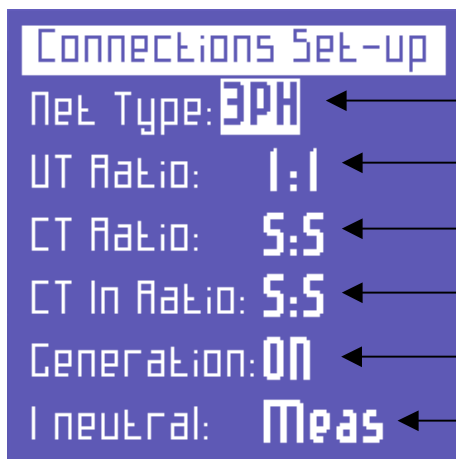 Connections Set-up
Net Type: 3PH
VT Ratio: 1:1
CT Ratio: 5:5
CT In Ratio: 5:5
Generation: ON
I neutral: Meas